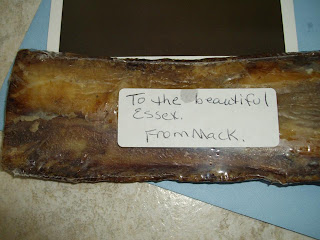 To the beautiful
Essex.
From Mack.